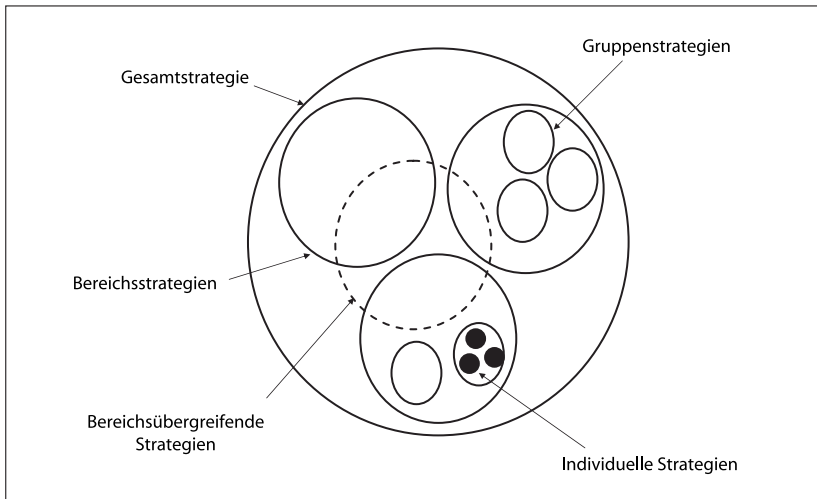 Gruppenstrategien
Gesamtstrategie
Bereichsstrategien
Bereichsübergreifende
Strategien
Individuelle Strategien